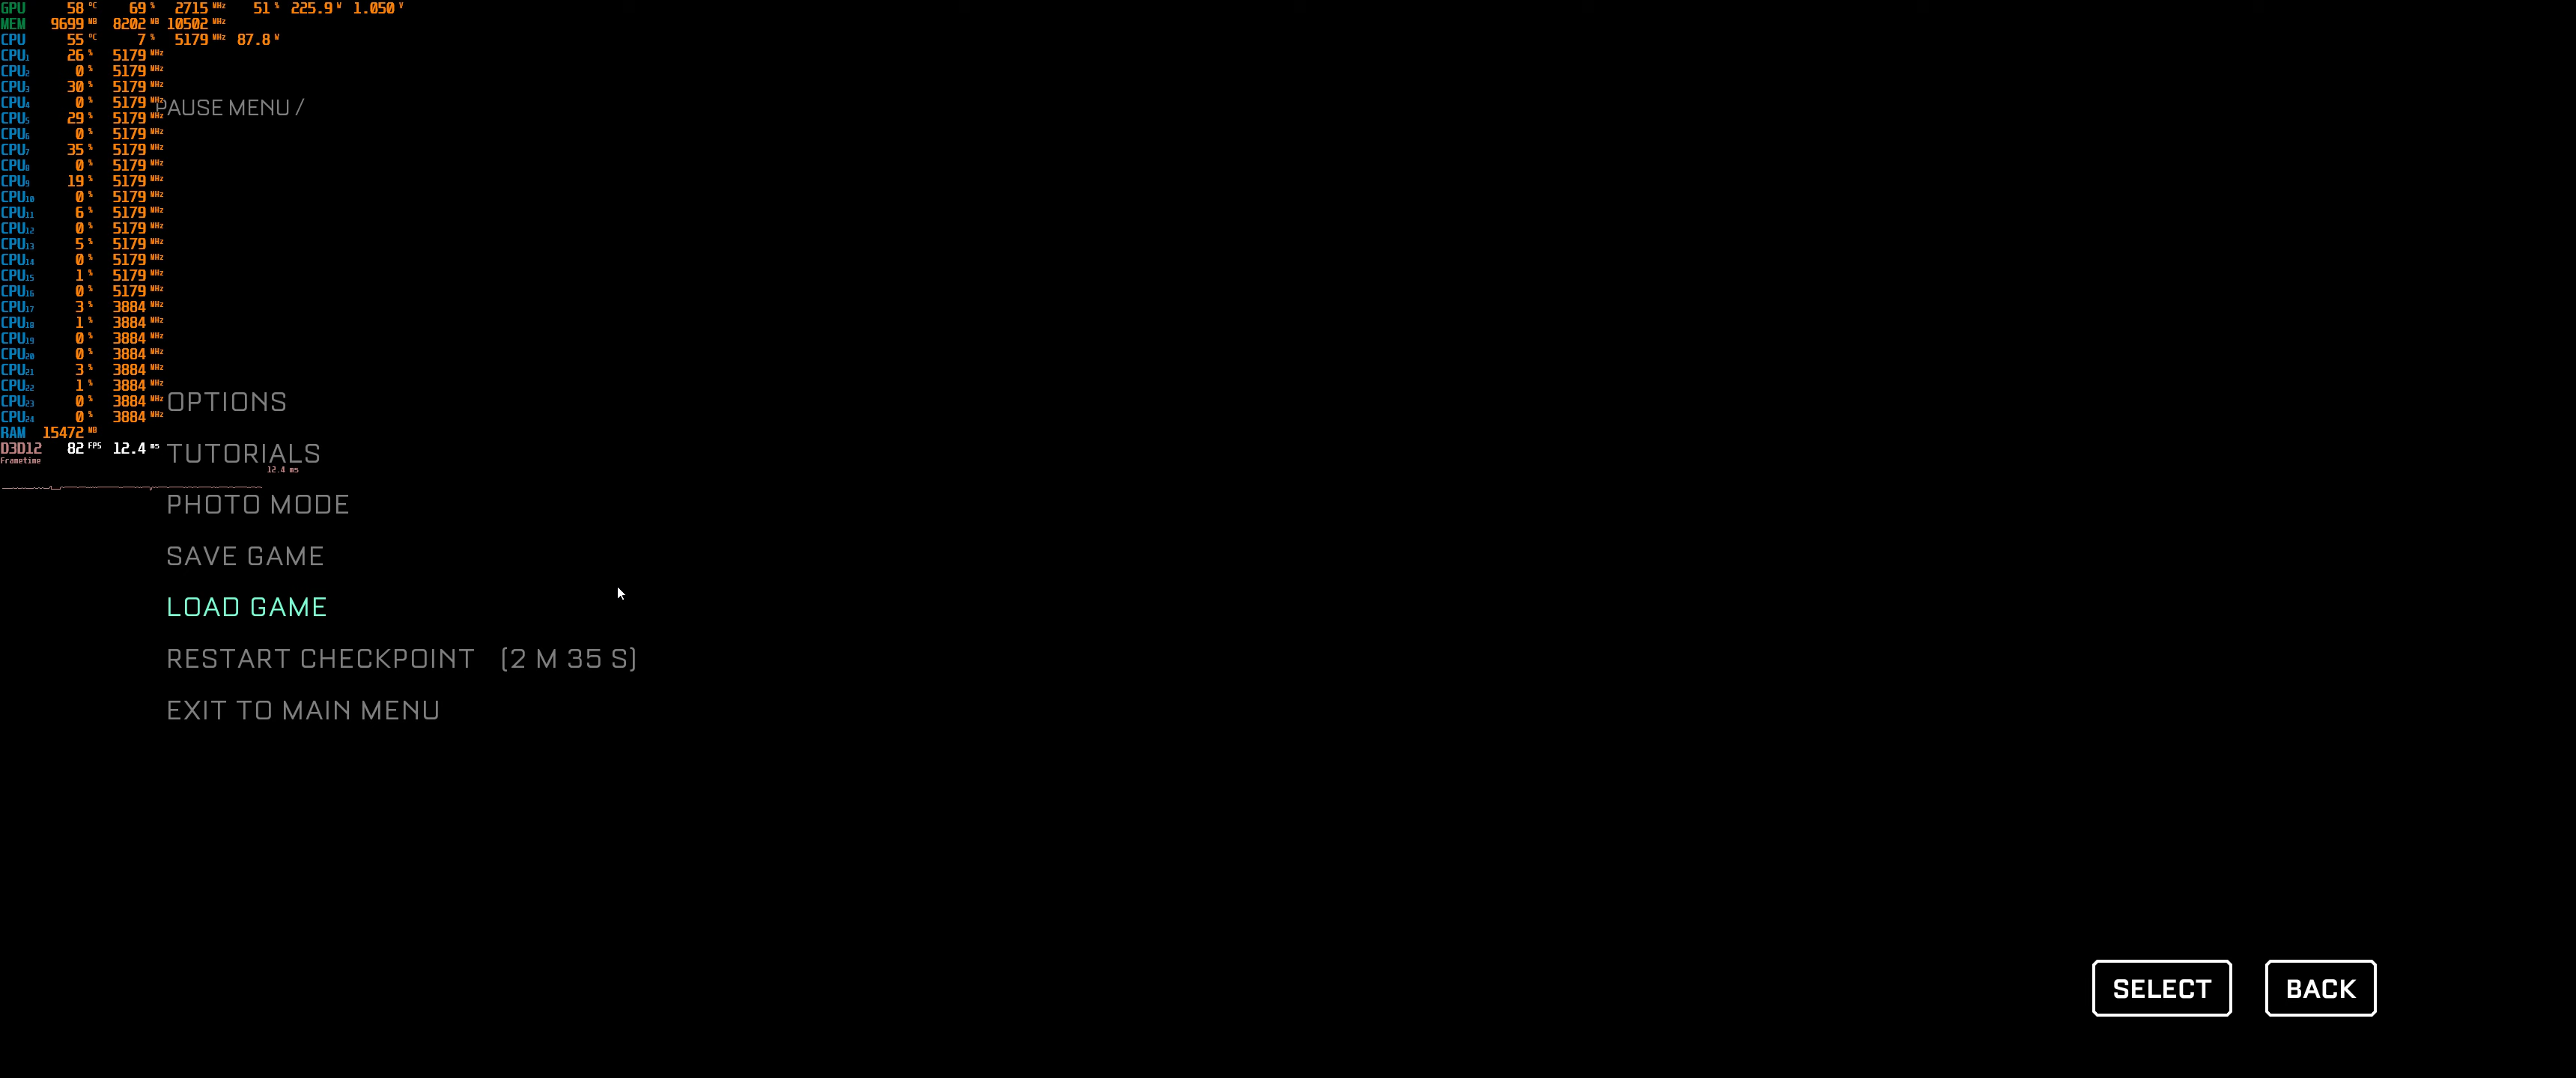 GPU 58 °C 69 % 2715 MHz 51 % 225.9 W 1.050 V
MEM 9699 MB 8202 MB 10502 MHz
CPU 55 °C 7 % 5179 MHz 87.8 W
CPU1 26 % 5179 MHz
CPU2 0 % 5179 MHz
CPU3 30 % 5179 MHz
CPU4 0 % 5179 MHz
PAUSE MENU /
CPU5 29 % 5179 MHz
CPU6 0 % 5179 MHz
CPU7 35 % 5179 MHz
CPU8 0 % 5179 MHz
CPU9 19 % 5179 MHz
CPU10 0 % 5179 MHz
CPU11 6 % 5179 MHz
CPU12 0 % 5179 MHz
CPU13 5 % 5179 MHz
CPU14 0 % 5179 MHz
CPU15 1 % 5179 MHz
CPU16 0 % 5179 MHz
CPU17 3 % 3884 MHz
CPU18 1 % 3884 MHz
CPU19 0 % 3884 MHz
CPU20 0 % 3884 MHz
CPU21 3 % 3884 MHz
CPU22 1 % 3884 MHz
CPU23 0 % 3884 MHz
CPU24 0 % 3884 MHz
RAM 15472 MB
D3D12 82 FPS 12.4 ms
Frametime
12.4 ms
OPTIONS
TUTORIALS
PHOTO MODE
SAVE GAME
LOAD GAME
RESTART CHECKPOINT (2 M 35 S)
EXIT TO MAIN MENU
SELECT BACK